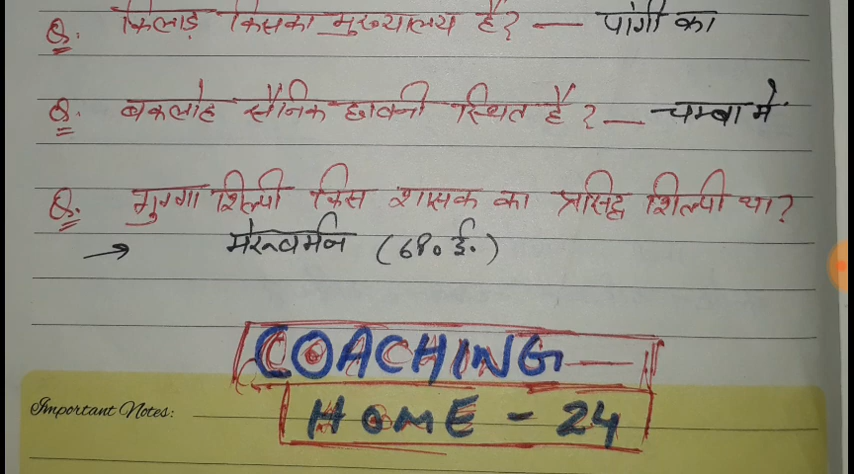 Q. किलाड़ किसका मुख्यालय है? — पांगी का
Q. बकलोह सैनिक छावनी स्थित है? — चम्बा में
Q. गुग्गा शिल्पी किस शासक का प्रसिद्ध शिल्पी था?
→ मेरूवर्मन (680 ई.)
COACHING
HOME - 24
Important Notes: